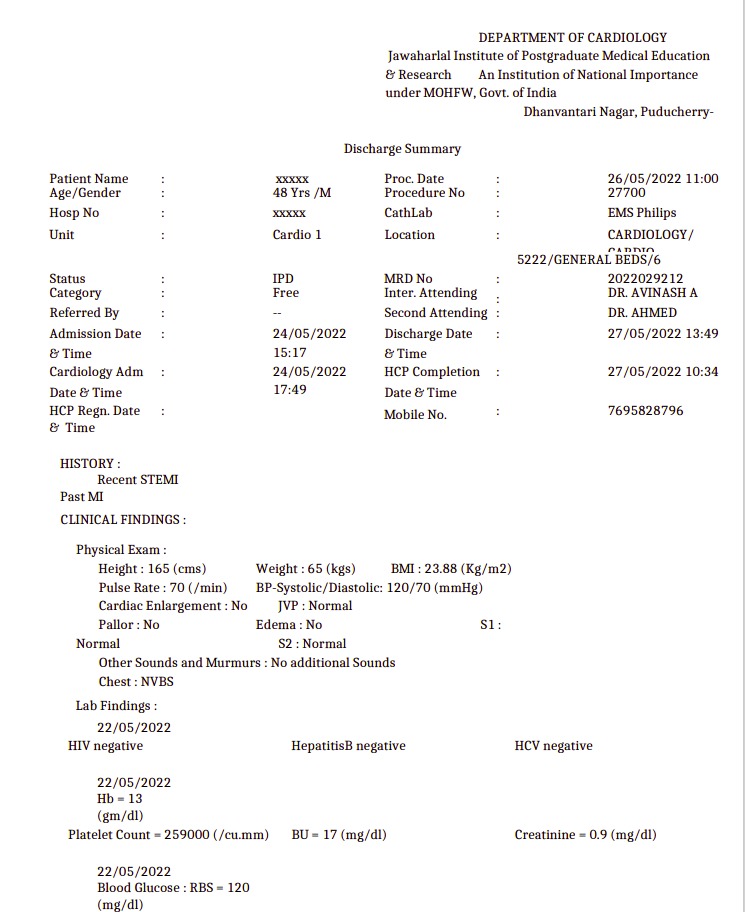 DEPARTMENT OF CARDIOLOGY
Jawaharlal Institute of Postgraduate Medical Education
& Research An Institution of National Importance
under MOHFW, Govt. of India
Dhanvantari Nagar, Puducherry-
Discharge Summary
Patient Name : xxxxx Proc. Date : 26/05/2022 11:00
Age/Gender : 48 Yrs /M Procedure No : 27700
Hosp No : xxxxx CathLab : EMS Philips
Unit : Cardio 1 Location : CARDIOLOGY/
CARDIO
5222/GENERAL BEDS/6
Status : IPD MRD No : 2022029212
Category : Free Inter. Attending : DR. AVINASH A
Referred By : -- Second Attending : DR. AHMED
Admission Date : 24/05/2022 Discharge Date : 27/05/2022 13:49
& Time 15:17 & Time
Cardiology Adm : 24/05/2022 HCP Completion : 27/05/2022 10:34
Date & Time 17:49 Date & Time
HCP Regn. Date : Mobile No. : 7695828796
& Time
HISTORY :
Recent STEMI
Past MI
CLINICAL FINDINGS :
Physical Exam :
Height : 165 (cms) Weight : 65 (kgs) BMI : 23.88 (Kg/m2)
Pulse Rate : 70 (/min) BP-Systolic/Diastolic: 120/70 (mmHg)
Cardiac Enlargement : No JVP : Normal
Pallor : No Edema : No S1 :
Normal S2 : Normal
Other Sounds and Murmurs : No additional Sounds
Chest : NVBS
Lab Findings :
22/05/2022
HIV negative HepatitisB negative HCV negative
22/05/2022
Hb = 13
(gm/dl)
Platelet Count = 259000 (/cu.mm) BU = 17 (mg/dl) Creatinine = 0.9 (mg/dl)
22/05/2022
Blood Glucose : RBS = 120
(mg/dl)